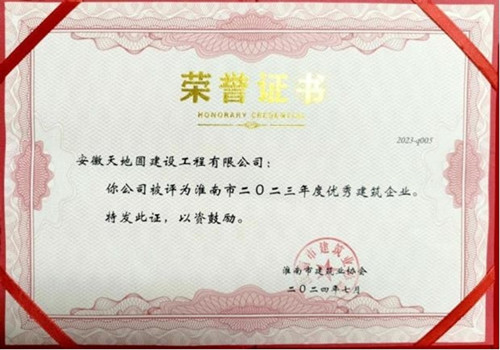 荣誉证书
HONORARY CREDENTIAL
2023-q005
安徽天地圆建设工程有限公司：
你公司被评为淮南市二〇二三年度优秀建筑企业。
特发此证，以资鼓励。
淮南市建筑业协会
二〇二四年七月